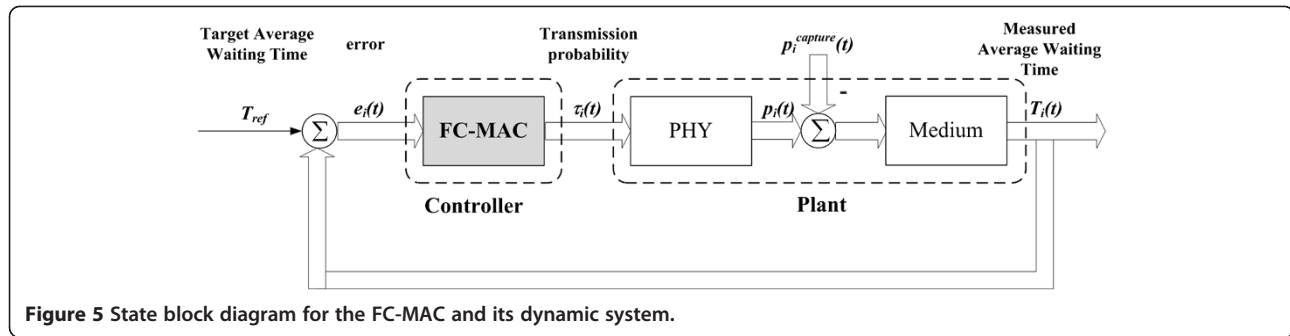 Target Average
Waiting Time
error
Transmission
probability
p_i^capture(t)
Measured
Average Waiting
Time
T_ref
Σ
e_i(t)
FC-MAC
τ_i(t)
PHY
p_i(t)
-
Σ
Medium
T_i(t)
Controller
Plant
Figure 5 State block diagram for the FC-MAC and its dynamic system.